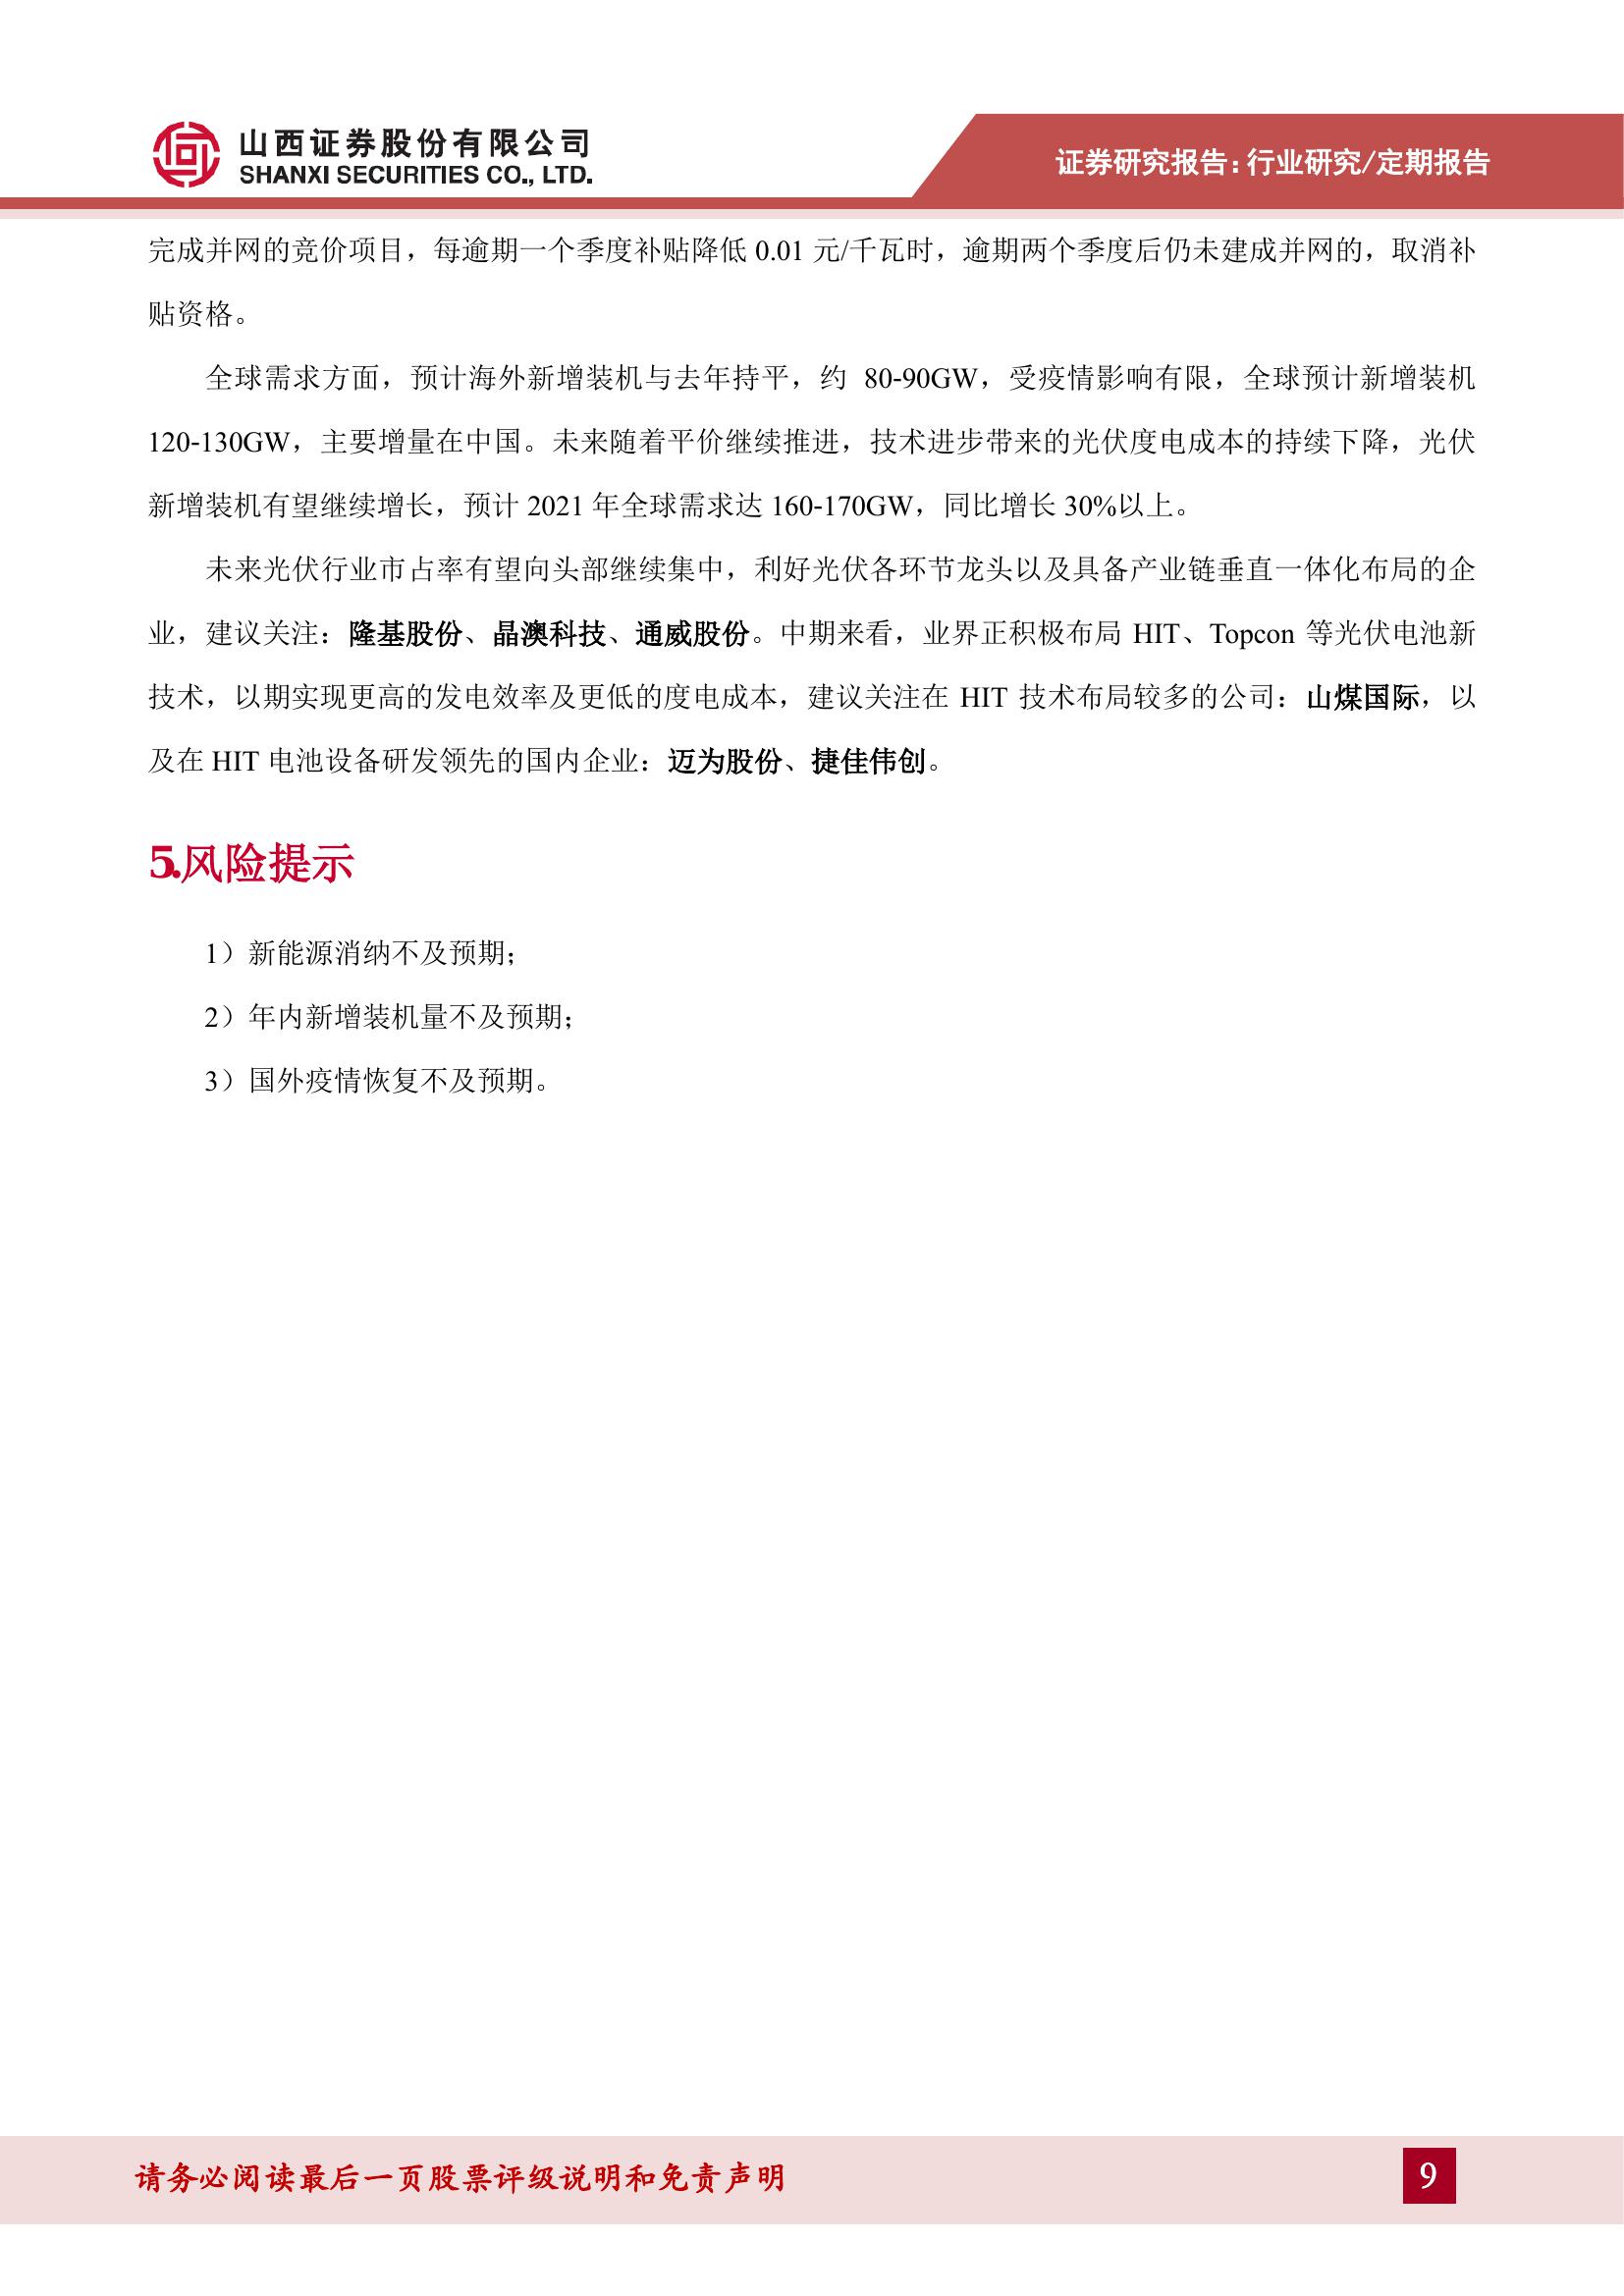 山西证券股份有限公司
SHANXI SECURITIES CO., LTD.
证券研究报告：行业研究/定期报告
完成并网的竞价项目，每逾期一个季度补贴降低 0.01 元/千瓦时，逾期两个季度后仍未建成并网的，取消补
贴资格。
全球需求方面，预计海外新增装机与去年持平，约 80-90GW，受疫情影响有限，全球预计新增装机
120-130GW，主要增量在中国。未来随着平价继续推进，技术进步带来的光伏度电成本的持续下降，光伏
新增装机有望继续增长，预计 2021 年全球需求达 160-170GW，同比增长 30%以上。
未来光伏行业市占率有望向头部继续集中，利好光伏各环节龙头以及具备产业链垂直一体化布局的企
业，建议关注：隆基股份、晶澳科技、通威股份。中期来看，业界正积极布局 HIT、Topcon 等光伏电池新
技术，以期实现更高的发电效率及更低的度电成本，建议关注在 HIT 技术布局较多的公司：山煤国际，以
及在 HIT 电池设备研发领先的国内企业：迈为股份、捷佳伟创。
5.风险提示
1）新能源消纳不及预期；
2）年内新增装机量不及预期；
3）国外疫情恢复不及预期。
请务必阅读最后一页股票评级说明和免责声明
9